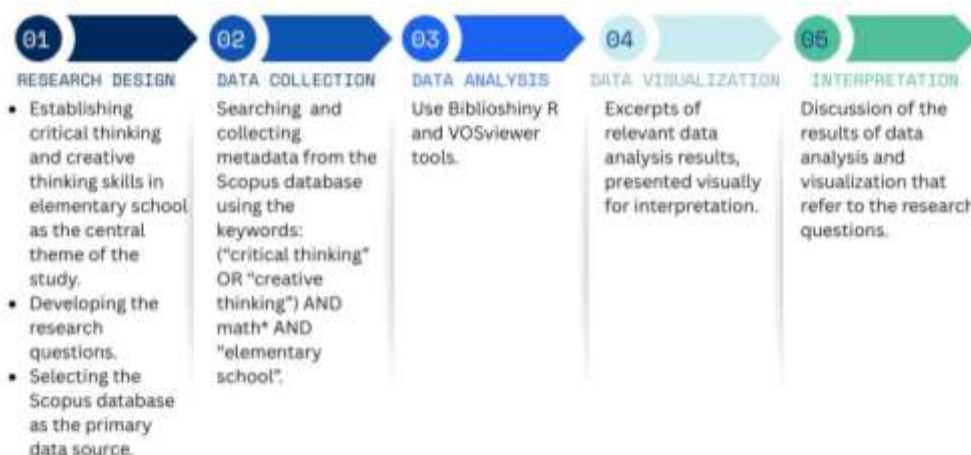 01
RESEARCH DESIGN
• Establishing
critical thinking
and creative
thinking skills in
elementary school
as the central
theme of the
study.
• Developing the
research
questions.
• Selecting the
Scopus database
as the primary
data source.
02
DATA COLLECTION
Searching and
collecting
metadata from the
Scopus database
using the
keywords:
("critical thinking"
OR "creative
thinking") AND
math* AND
"elementary
school".
03
DATA ANALYSIS
Use Biblioshiny R
and VOSviewer
tools.
04
DATA VISUALIZATION
Excerpts of
relevant data
analysis results,
presented visually
for interpretation.
05
INTERPRETATION
Discussion of the
results of data
analysis and
visualization that
refer to the research
questions.